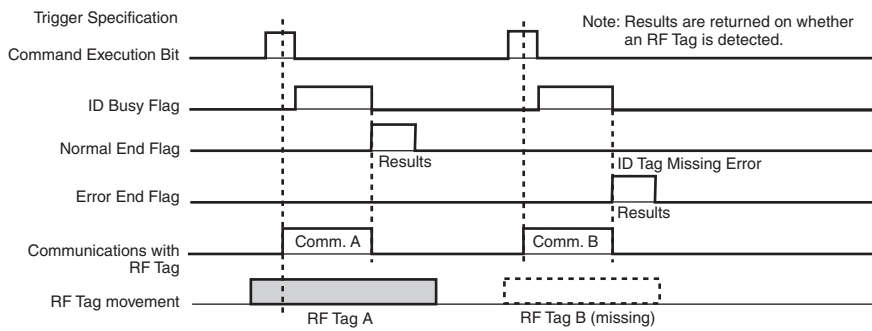 Trigger Specification
Note: Results are returned on whether
an RF Tag is detected.
Command Execution Bit
ID Busy Flag
Normal End Flag
Results
ID Tag Missing Error
Error End Flag
Results
Comm. A
Comm. B
Communications with
RF Tag
RF Tag movement
RF Tag A
RF Tag B (missing)